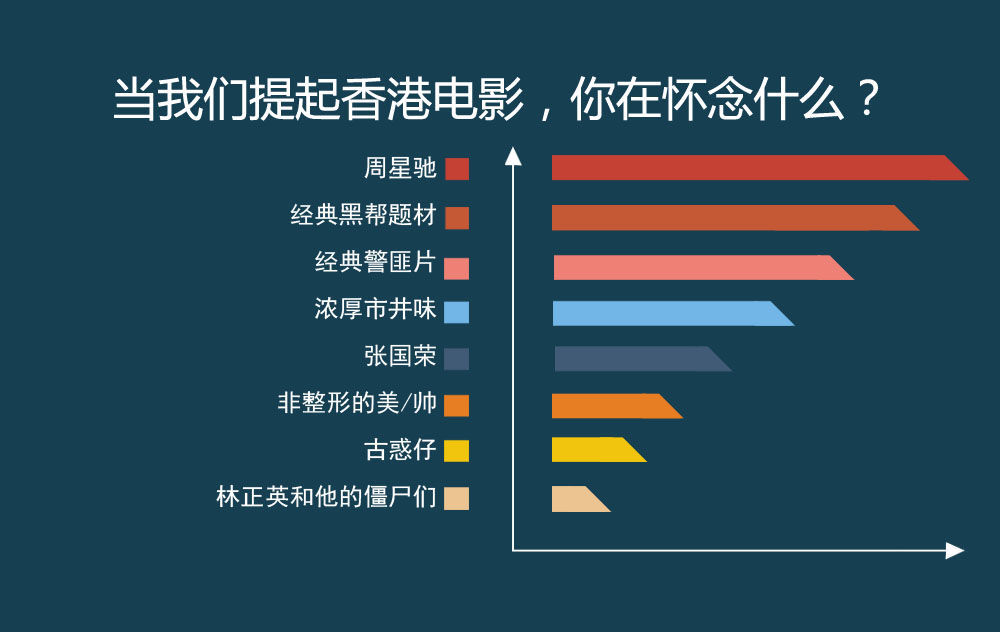 当我们提起香港电影，你在怀念什么？
周星驰
经典黑帮题材
经典警匪片
浓厚市井味
张国荣
非整形的美/帅
古惑仔
林正英和他的僵尸们